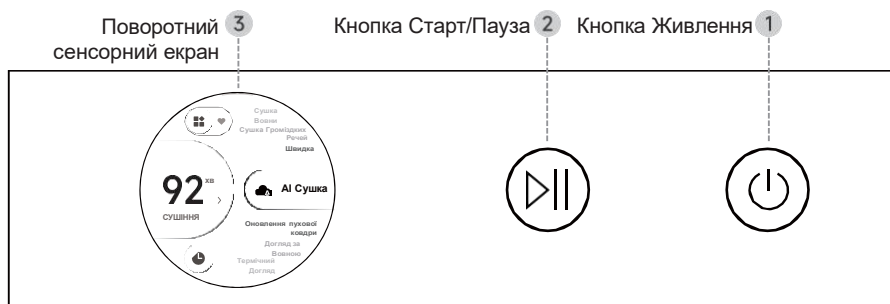 Поворотний сенсорний екран 3
Кнопка Старт/Пауза 2
Кнопка Живлення 1
Сушка
Вовни
Сушка Громіздких
Речей
Швидка
92 хв
СУШІННЯ
AI Сушка
Оновлення пухової
ковдри
Догляд за
Вовною
Термічний
Догляд